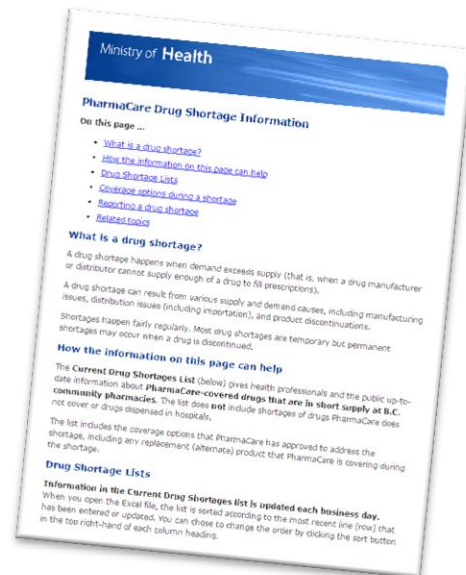 Ministry of Health
PharmaCare Drug Shortage Information
On this page ...
• What is a drug shortage?
• How the information on this page can help
• Drug Shortage Lists
• Coverage options during a shortage
• Reporting a drug shortage
• Related topics
What is a drug shortage?
A drug shortage happens when demand exceeds supply (that is, when a drug manufacturer
or distributor cannot supply enough of a drug to fill prescriptions).
A drug shortage can result from various supply and demand causes, including manufacturing
issues, distribution issues (including importation), and product discontinuations.
Shortages happen fairly regularly. Most drug shortages are temporary but permanent
shortages may occur when a drug is discontinued.
How the information on this page can help
The Current Drug Shortages List (below) gives health professionals and the public up-to-
date information about PharmaCare-covered drugs that are in short supply at B.C.
community pharmacies. The list does not include shortages of drugs PharmaCare does
not cover or drugs dispensed in hospitals.
The list includes the coverage options that PharmaCare has approved to address the
shortage, including any replacement (alternate) product that PharmaCare is covering during
the shortage.
Drug Shortage Lists
Information in the Current Drug Shortages list is updated each business day.
When you open the Excel file, the list is sorted according to the most recent line (row) that
has been entered or updated. You can chose to change the order by clicking the sort button
in the top right-hand of each column heading.